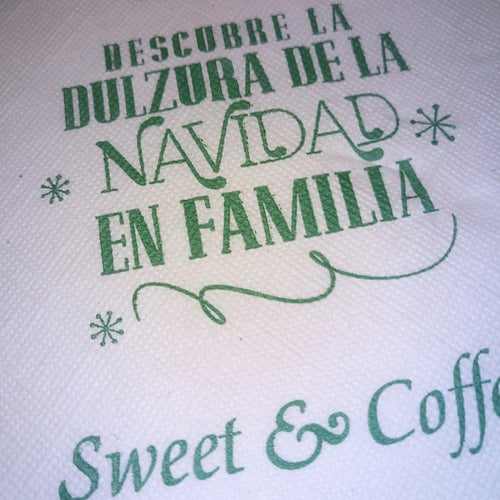 DESCUBRE LA
DULZURA DE LA
NAVIDAD
EN FAMILIA
Sweet & Coffe